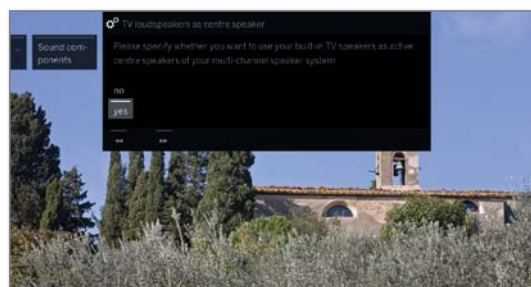 TV loudspeakers as centre speaker
...
Sound com-
ponents
Please specify whether you want to use your built-in TV speakers as active
centre speakers of your multi-channel speaker system
no
yes